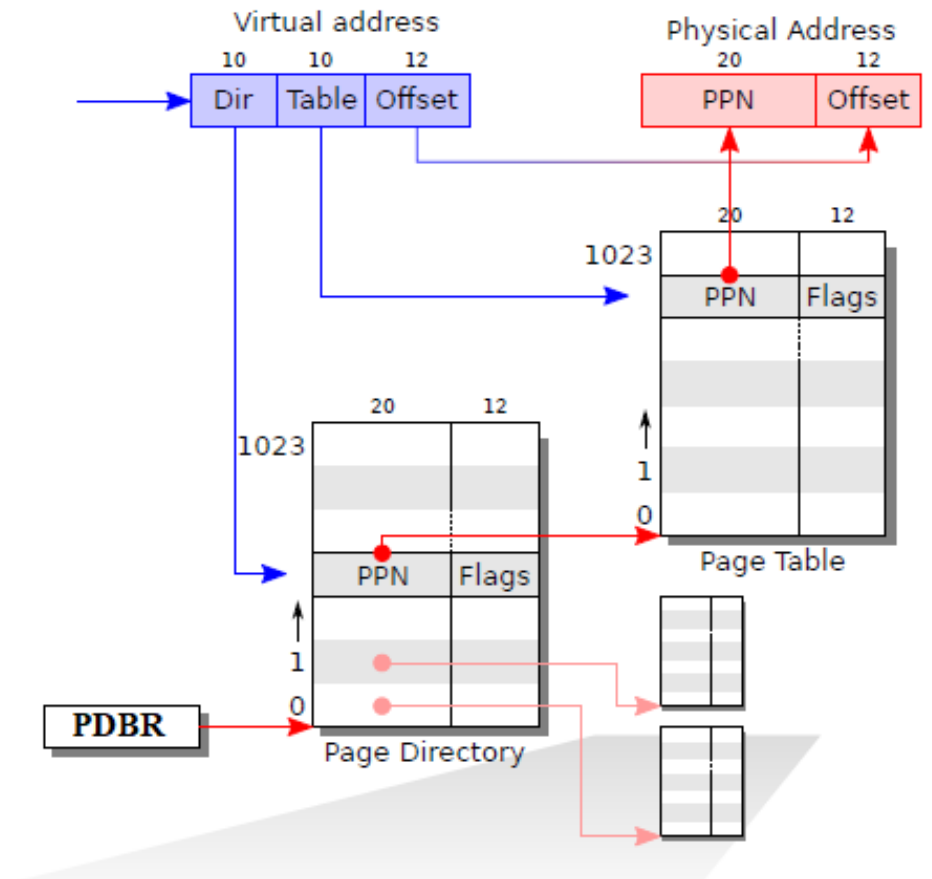 Virtual address
10 10 12
Dir Table Offset
Physical Address
20 12
PPN Offset
20 12
1023
PPN Flags
1
0
Page Table
20 12
1023
PPN Flags
1
0
PDBR
Page Directory